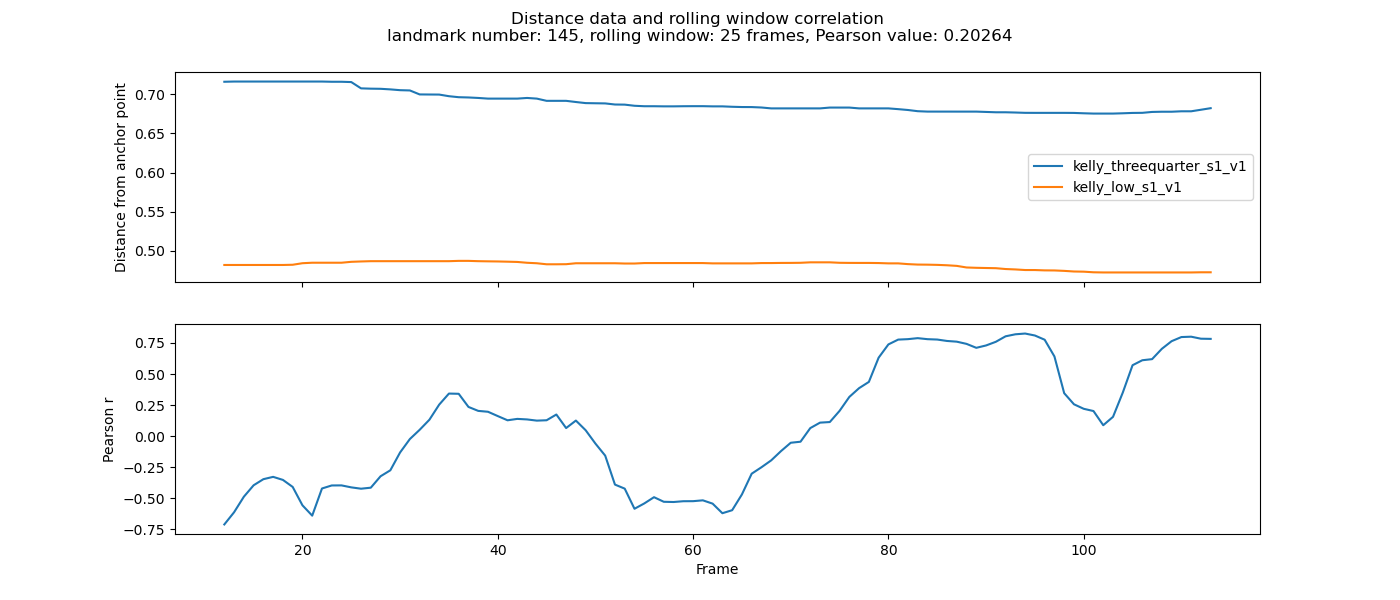 Distance data and rolling window correlation
landmark number: 145, rolling window: 25 frames, Pearson value: 0.20264
Distance from anchor point
0.70
0.65
0.60
0.55
0.50
kelly_threequarter_s1_v1
kelly_low_s1_v1
Pearson r
0.75
0.50
0.25
0.00
−0.25
−0.50
−0.75
20 40 60 80 100
Frame